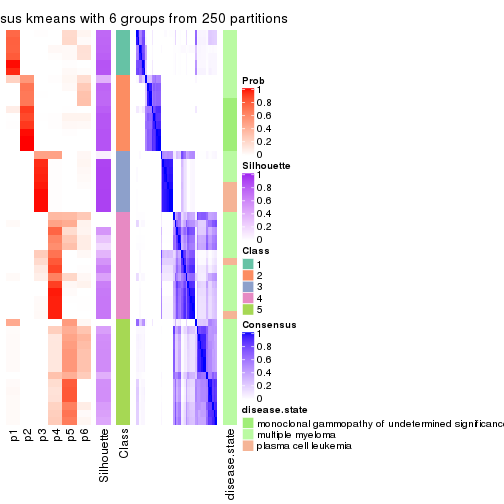 sus kmeans with 6 groups from 250 partitions
Prob
1
0.8
0.6
0.4
0.2
0
Silhouette
1
0.8
0.6
0.4
0.2
0
Class
1
2
3
4
5
Consensus
1
0.8
0.6
0.4
0.2
0
disease.state
monoclonal gammopathy of undetermined significance
multiple myeloma
plasma cell leukemia
p1
p2
p3
p4
p5
p6
Silhouette
Class
disease.state